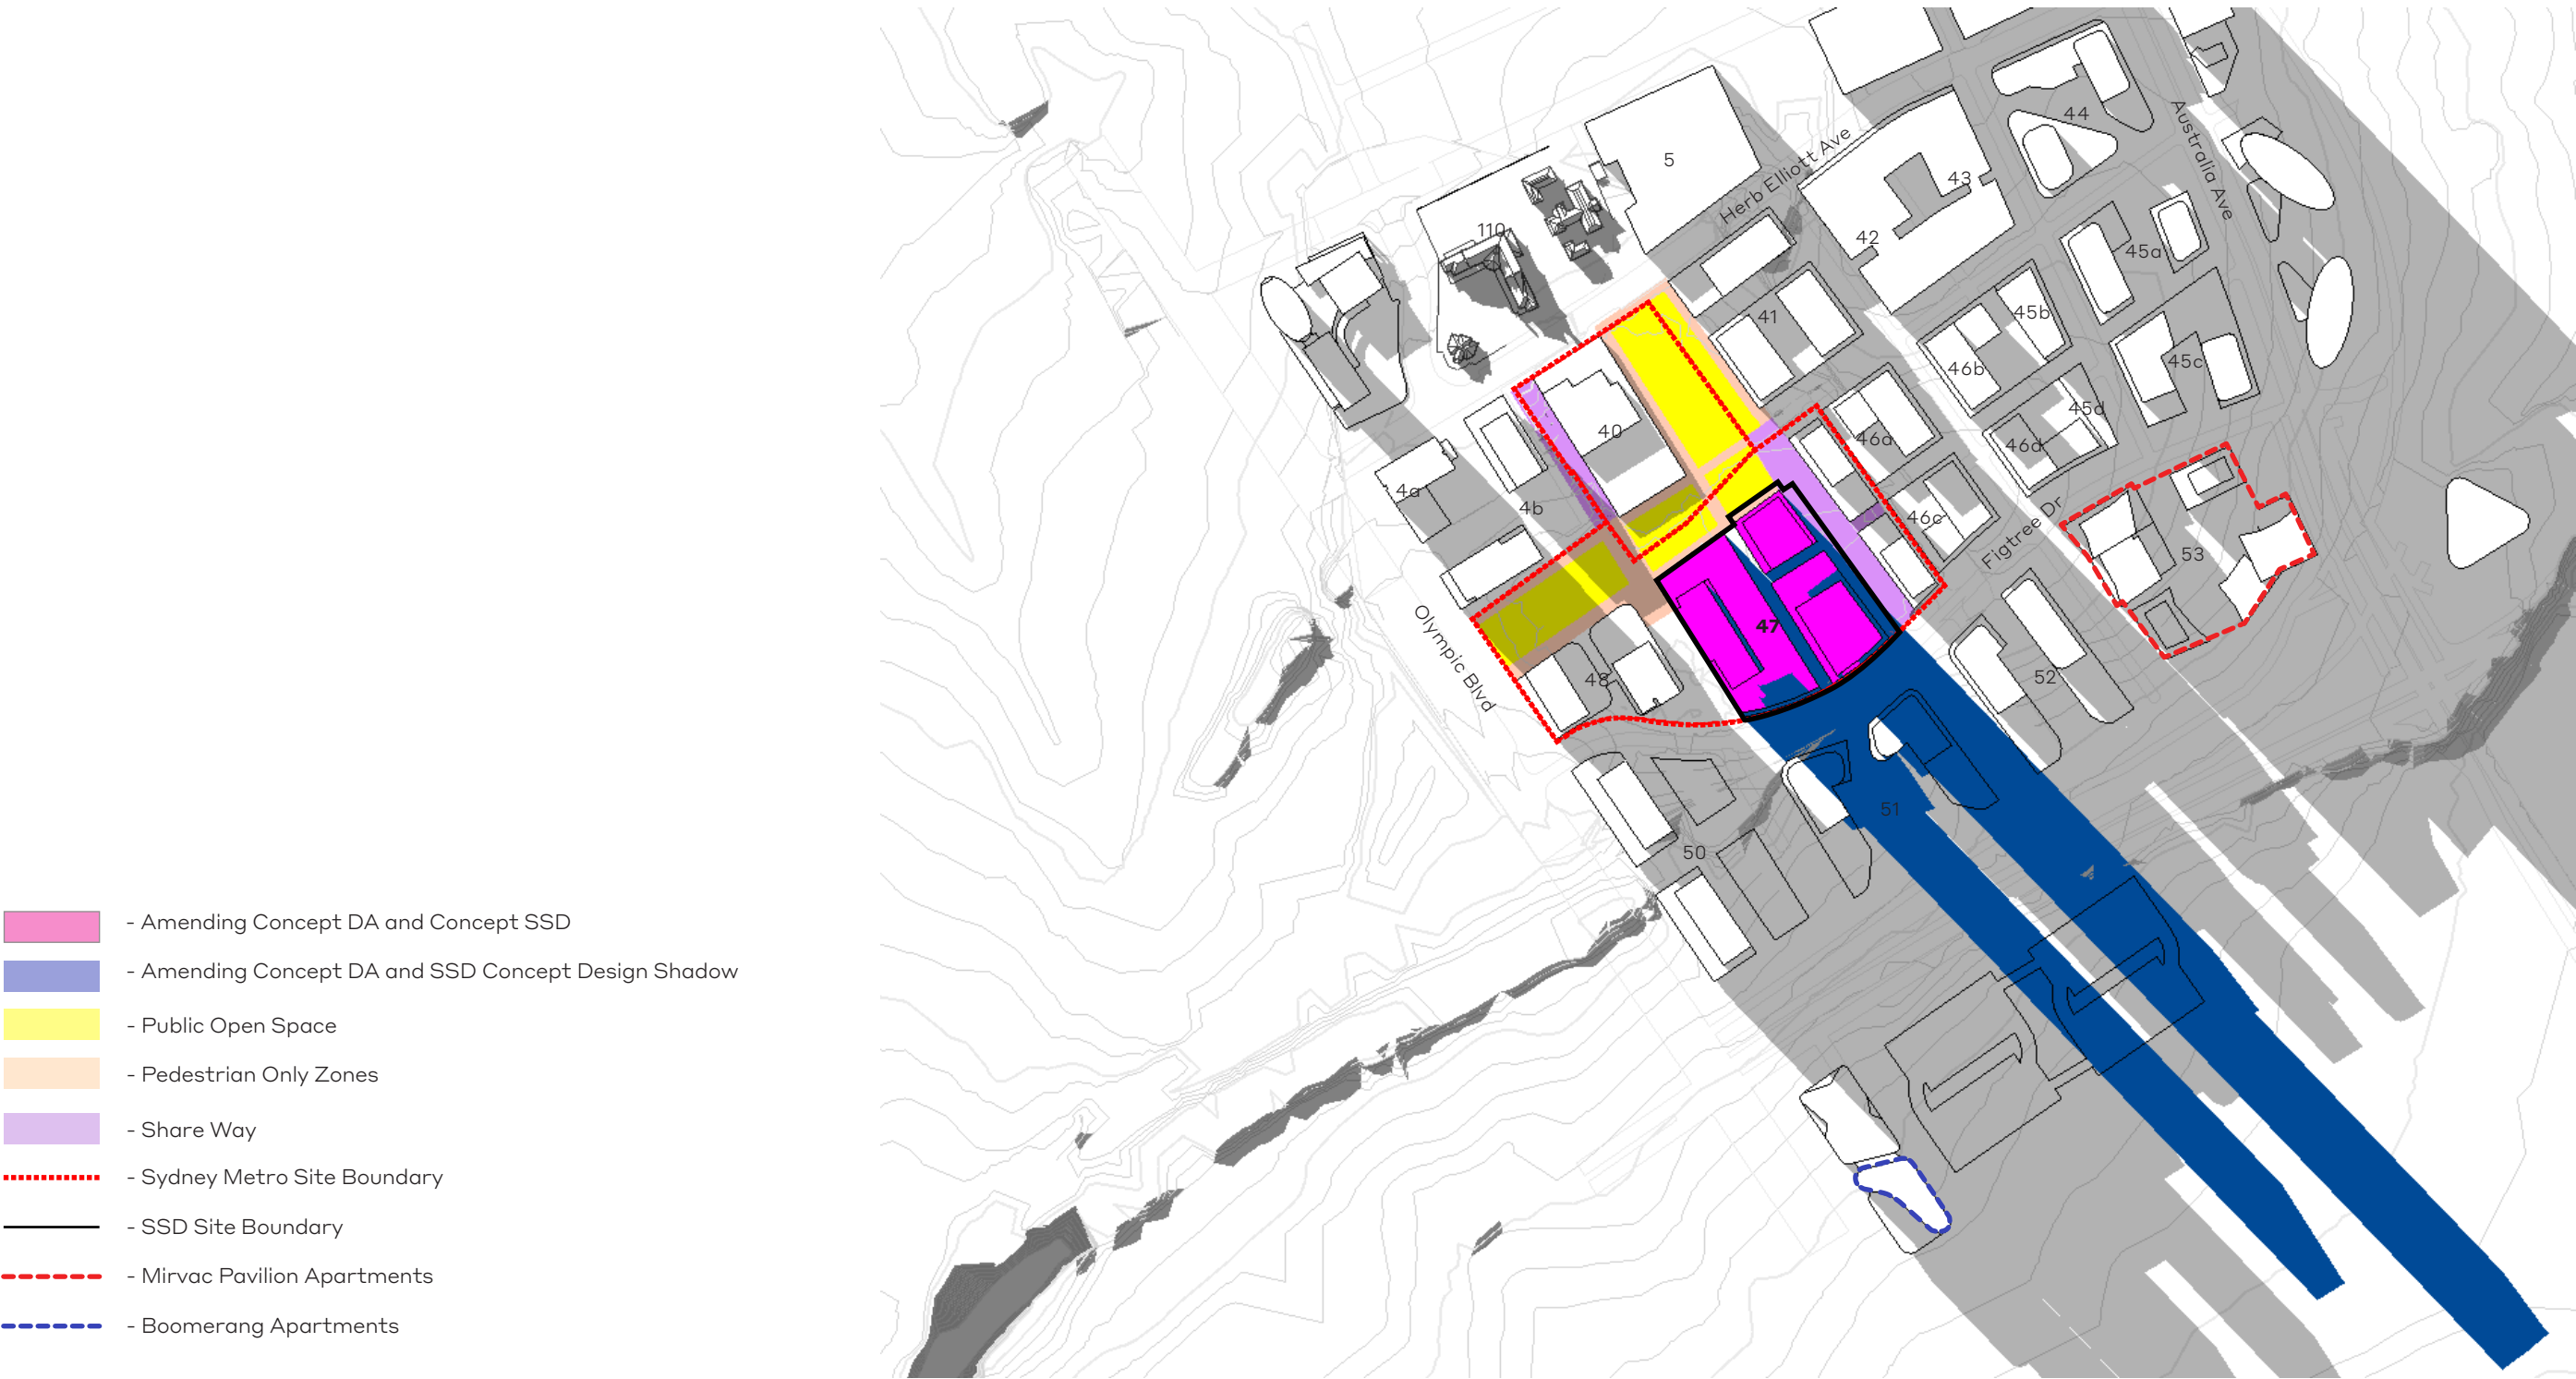 5
Herb Elliott Ave
44
Australia Ave
43
42
110
45a
41
45b
46b
45c
40
45d
46a
46d
4a
4b
46c
Figtree Dr
53
Olympic Blvd
47
48
52
51
50
- Amending Concept DA and Concept SSD
- Amending Concept DA and SSD Concept Design Shadow
- Public Open Space
- Pedestrian Only Zones
- Share Way
- Sydney Metro Site Boundary
- SSD Site Boundary
- Mirvac Pavilion Apartments
- Boomerang Apartments